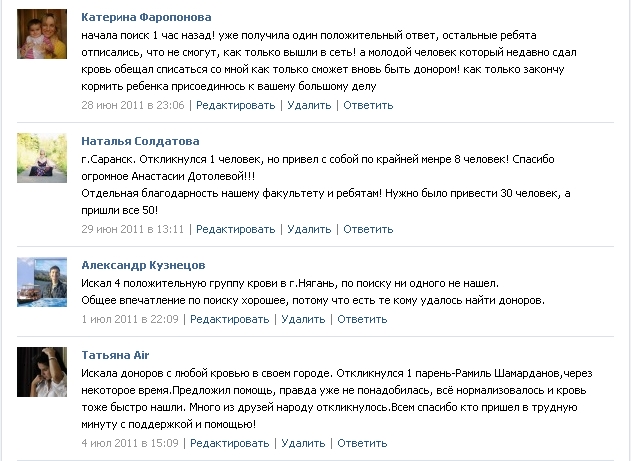 Катерина Фаропонова
начала поиск 1 час назад! уже получила один положительный ответ, остальные ребята
отписались, что не смогут, как только вышли в сеть! а молодой человек который недавно сдал
кровь обещал списаться со мной как только сможет вновь быть донором! как только закончу
кормить ребенка присоединюсь к вашему большому делу
28 июн 2011 в 23:06 | Редактировать | Удалить | Ответить
Наталья Солдатова
г.Саранск. Откликнулся 1 человек, но привел с собой по крайней менре 8 человек! Спасибо
огромное Анастасии Дотолевой!!!
Отдельная благодарность нашему факультету и ребятам! Нужно было привести 30 человек, а
пришли все 50!
29 июн 2011 в 13:11 | Редактировать | Удалить | Ответить
Александр Кузнецов
Искал 4 положительную группу крови в г.Нягань, по поиску ни одного не нашел.
Общее впечатление по поиску хорошее, потому что есть те кому удалось найти доноров.
1 июл 2011 в 22:09 | Редактировать | Удалить | Ответить
Татьяна Air
Искала доноров с любой кровью в своем городе. Откликнулся 1 парень-Рамиль Шамарданов,через
некоторое время.Предложил помощь, правда уже не понадобилась, всё нормализовалось и кровь
тоже быстро нашли. Много из друзей народу откликнулось.Всем спасибо кто пришел в трудную
минуту с поддержкой и помощью!
4 июл 2011 в 15:09 | Редактировать | Удалить | Ответить